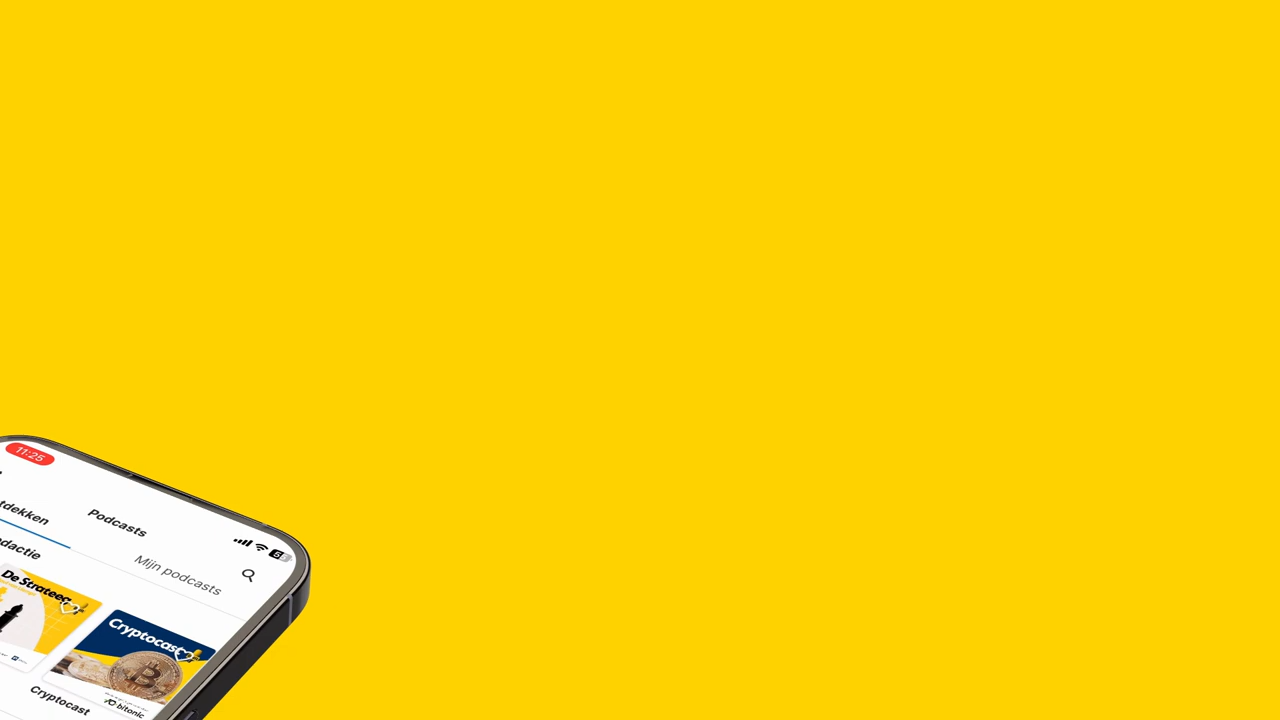 11:25
Podcasts
tdekken
Mijn podcasts
dactie
De Strateeg
Cryptocast
bitonic
Cryptocast